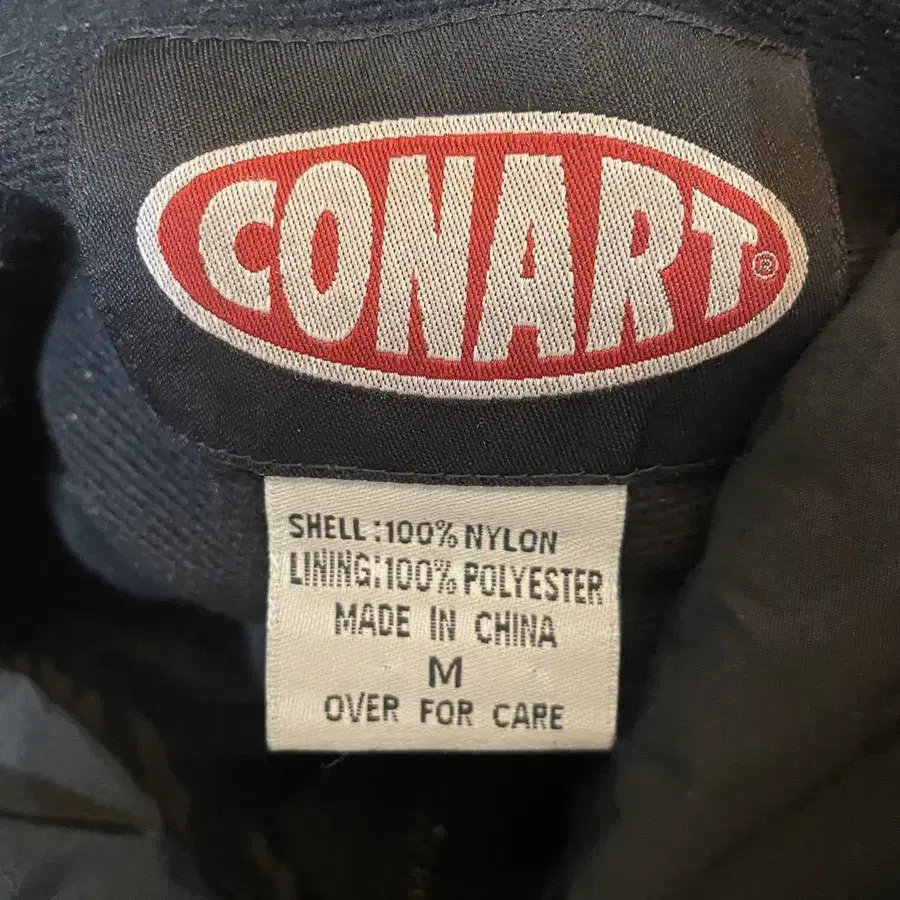 CONART®
SHELL:100% NYLON
LINING:100% POLYESTER
MADE IN CHINA
M
OVER FOR CARE